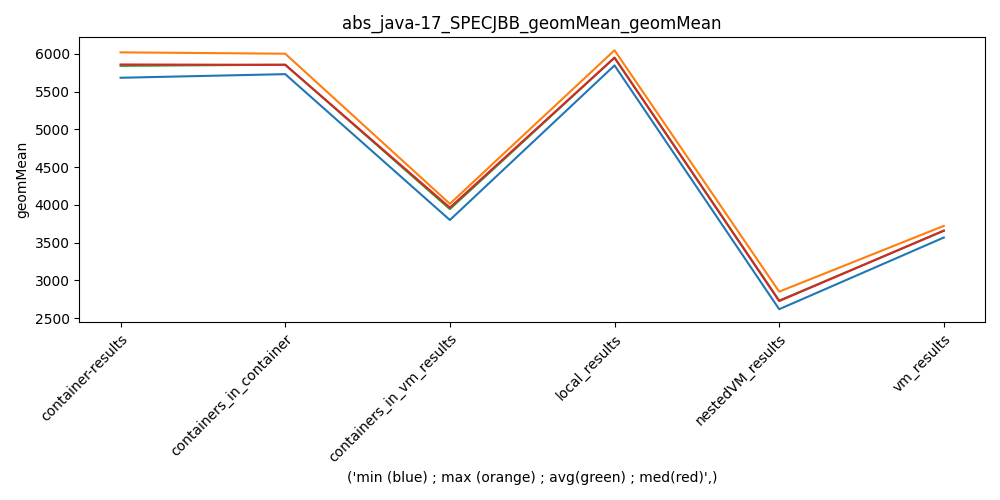 abs_java-17_SPECJBB_geomMean_geomMean
6000
5500
5000
4500
4000
3500
3000
2500
geomMean
container-results
containers_in_container
containers_in_vm_results
local_results
nestedVM_results
vm_results
('min (blue) ; max (orange) ; avg(green) ; med(red)',)